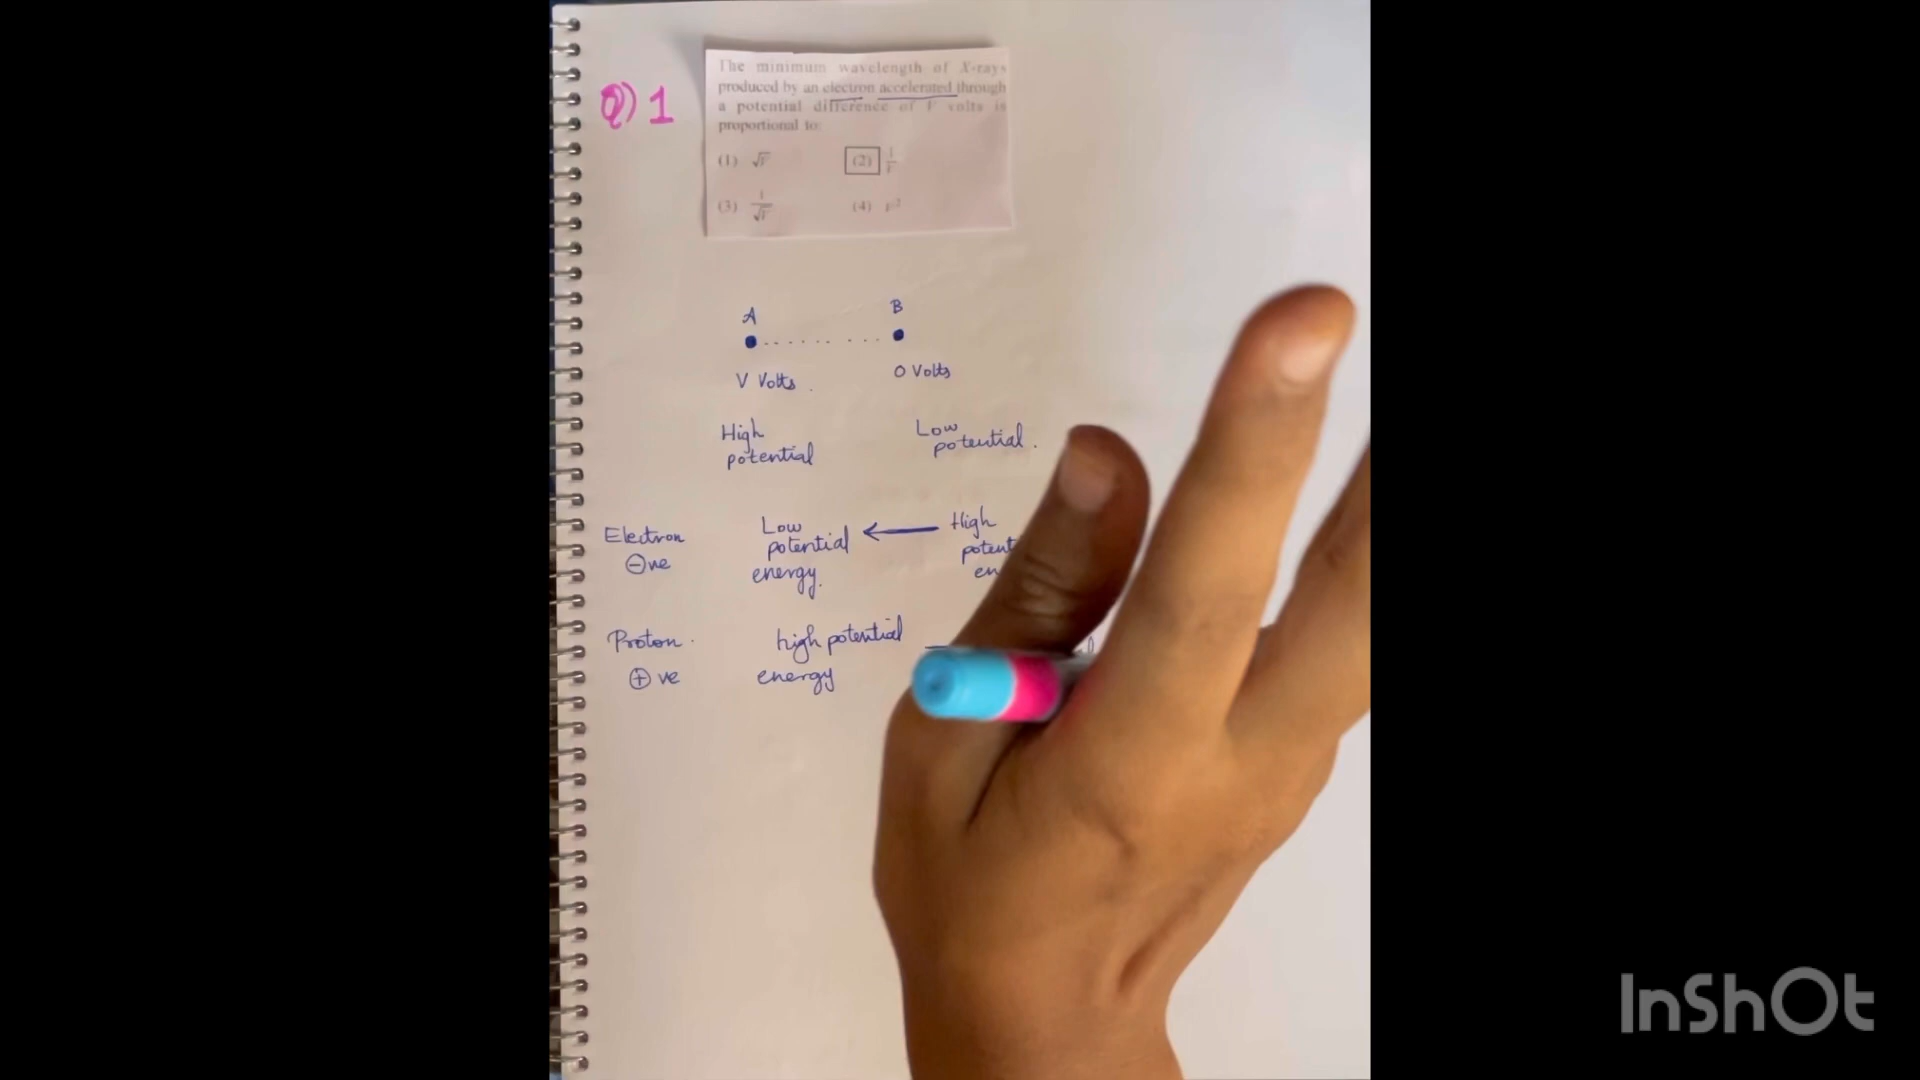 Q) 1
The minimum wavelength of X-rays
produced by an electron accelerated through
a potential difference of V volts is
proportional to:
(1) √V (2) 1/V
(3) 1/√V (4) V²
A B
V Volts. O Volts
High potential Low potential.
Electron ⊖ve Low potential energy. ← High
Proton. ⊕ve high potential energy
InShOt